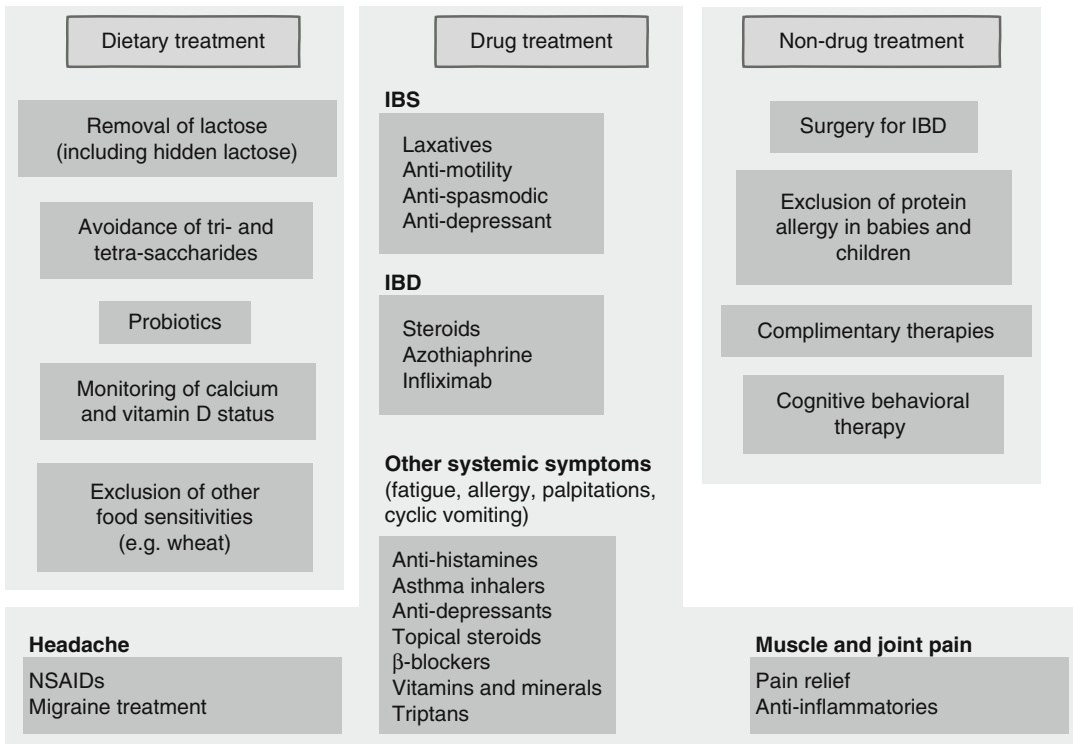 Dietary treatment
Removal of lactose
(including hidden lactose)
Avoidance of tri- and
tetra-saccharides
Probiotics
Monitoring of calcium
and vitamin D status
Exclusion of other
food sensitivities
(e.g. wheat)
Drug treatment
IBS
Laxatives
Anti-motility
Anti-spasmodic
Anti-depressant
IBD
Steroids
Azothiaphrine
Infliximab
Other systemic symptoms
(fatigue, allergy, palpitations,
cyclic vomiting)
Anti-histamines
Asthma inhalers
Anti-depressants
Topical steroids
β-blockers
Vitamins and minerals
Triptans
Non-drug treatment
Surgery for IBD
Exclusion of protein
allergy in babies and
children
Complimentary therapies
Cognitive behavioral
therapy
Headache
NSAIDs
Migraine treatment
Muscle and joint pain
Pain relief
Anti-inflammatories